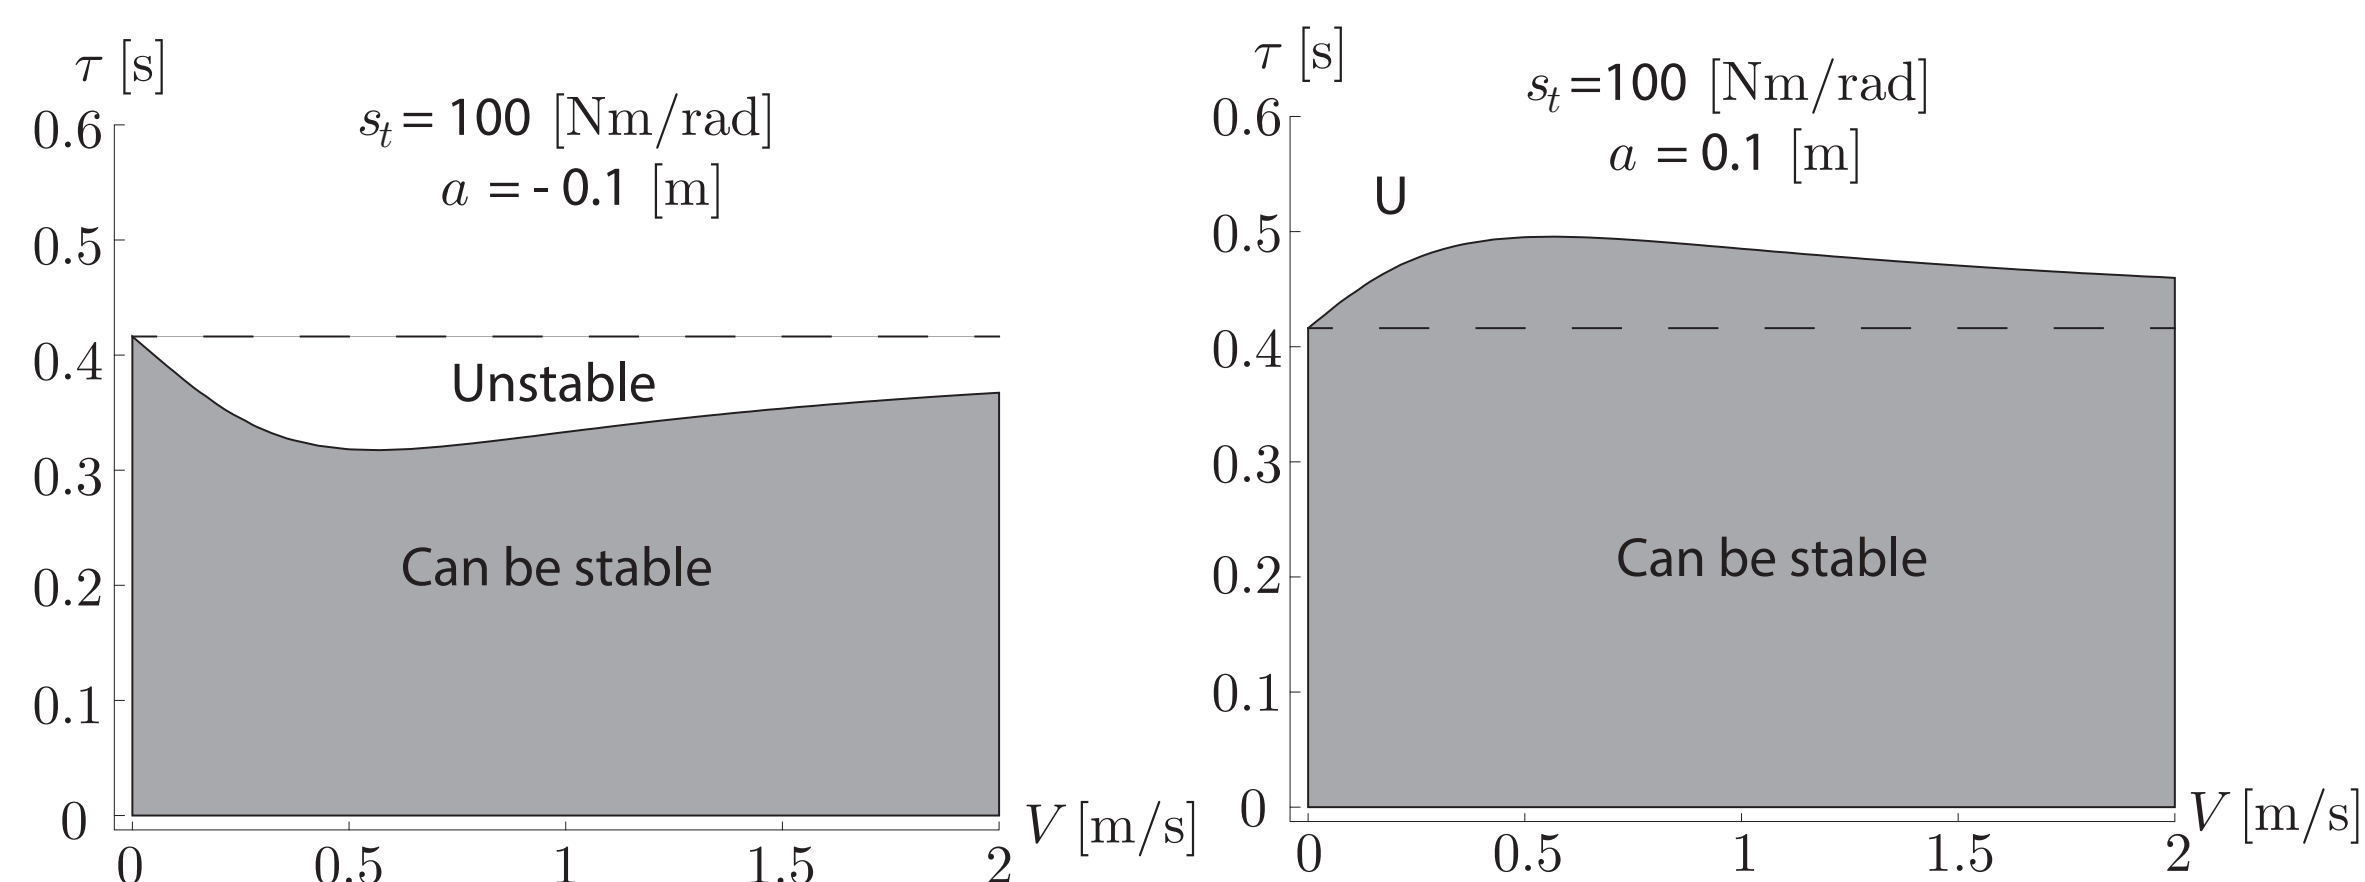 τ [s]
s_t = 100 [Nm/rad]
a = - 0.1 [m]
0.6
0.5
0.4
0.3
0.2
0.1
0
Unstable
Can be stable
0 0.5 1 1.5 2
V [m/s]
τ [s]
s_t =100 [Nm/rad]
a = 0.1 [m]
U
0.6
0.5
0.4
0.3
0.2
0.1
0
Can be stable
0 0.5 1 1.5 2
V [m/s]